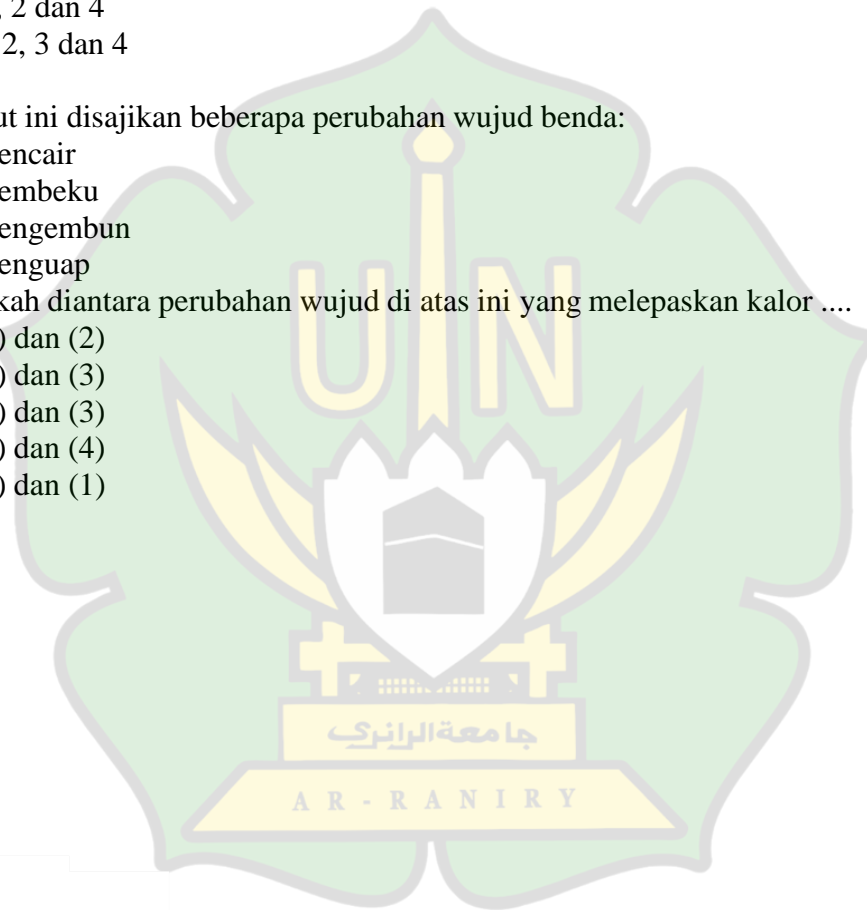 , 2 dan 4
2, 3 dan 4
ut ini disajikan beberapa perubahan wujud benda:
encair
embeku
engembun
enguap
kah diantara perubahan wujud di atas ini yang melepaskan kalor ....
) dan (2)
) dan (3)
) dan (3)
) dan (4)
) dan (1)
UIN
جامعةالرانري
AR-RANIRY